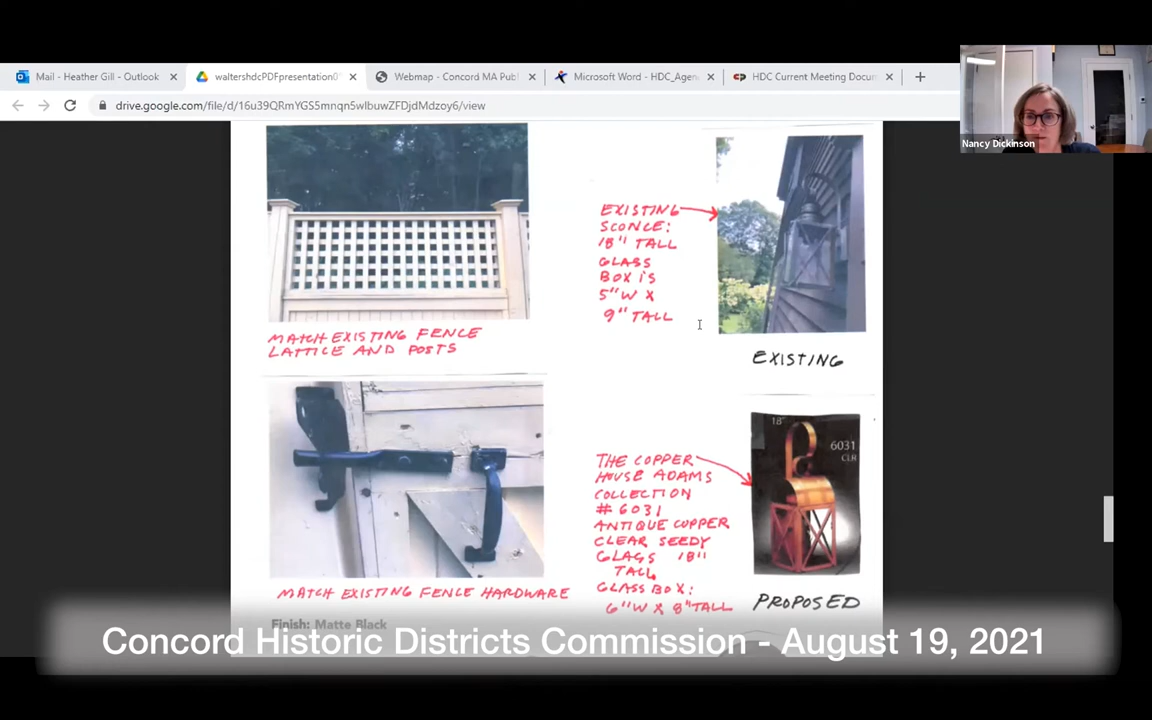 Mail - Heather Gill - Outlook
waltershdcPDFpresentation0
Webmap - Concord MA Pub
Microsoft Word - HDC_Agen
HDC Current Meeting Docum
drive.google.com/file/d/16u39QRmYGS5mnqn5wIbuwZFDjdMdzoy6/view
Nancy Dickinson
MATCH EXISTING FENCE
LATTICE AND POSTS
EXISTING
SCONCE:
18" TALL
GLASS
BOX IS
5"W X
9" TALL
EXISTING
MATCH EXISTING FENCE HARDWARE
THE COPPER
HOUSE ADAMS
COLLECTION
# 6031
ANTIQUE COPPER
CLEAR SEEDY
GLASS 18"
TALL
GLASS BOX:
6"W X 8"TALL
18"
6031
CLR
PROPOSED
Finish: Matte Black
Concord Historic Districts Commission - August 19, 2021